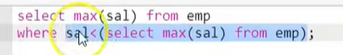 select max(sal) from emp
where sal<(select max(sal) from emp);